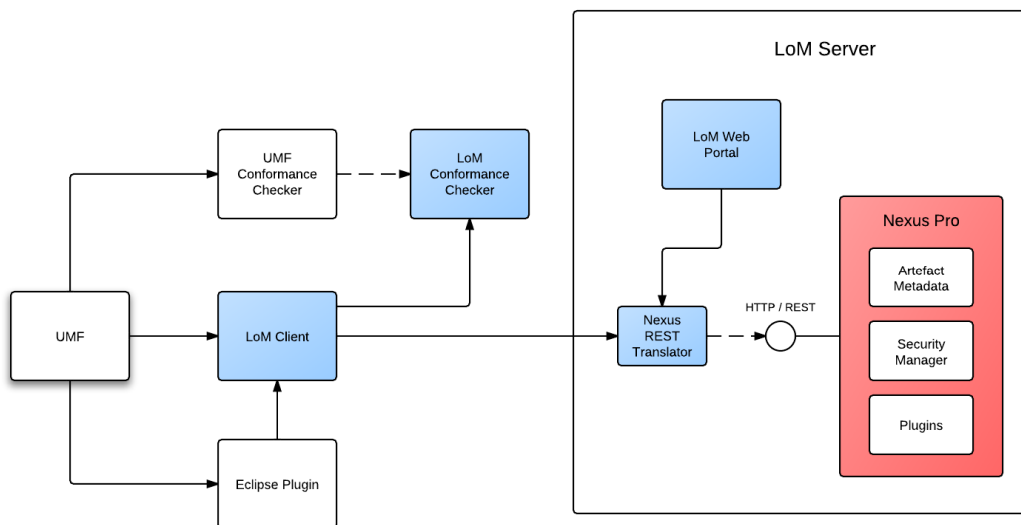 LoM Server
LoM Web
Portal
UMF
Conformance
Checker
LoM
Conformance
Checker
Nexus Pro
Artefact
Metadata
HTTP / REST
UMF
LoM Client
Nexus
REST
Translator
Security
Manager
Plugins
Eclipse Plugin